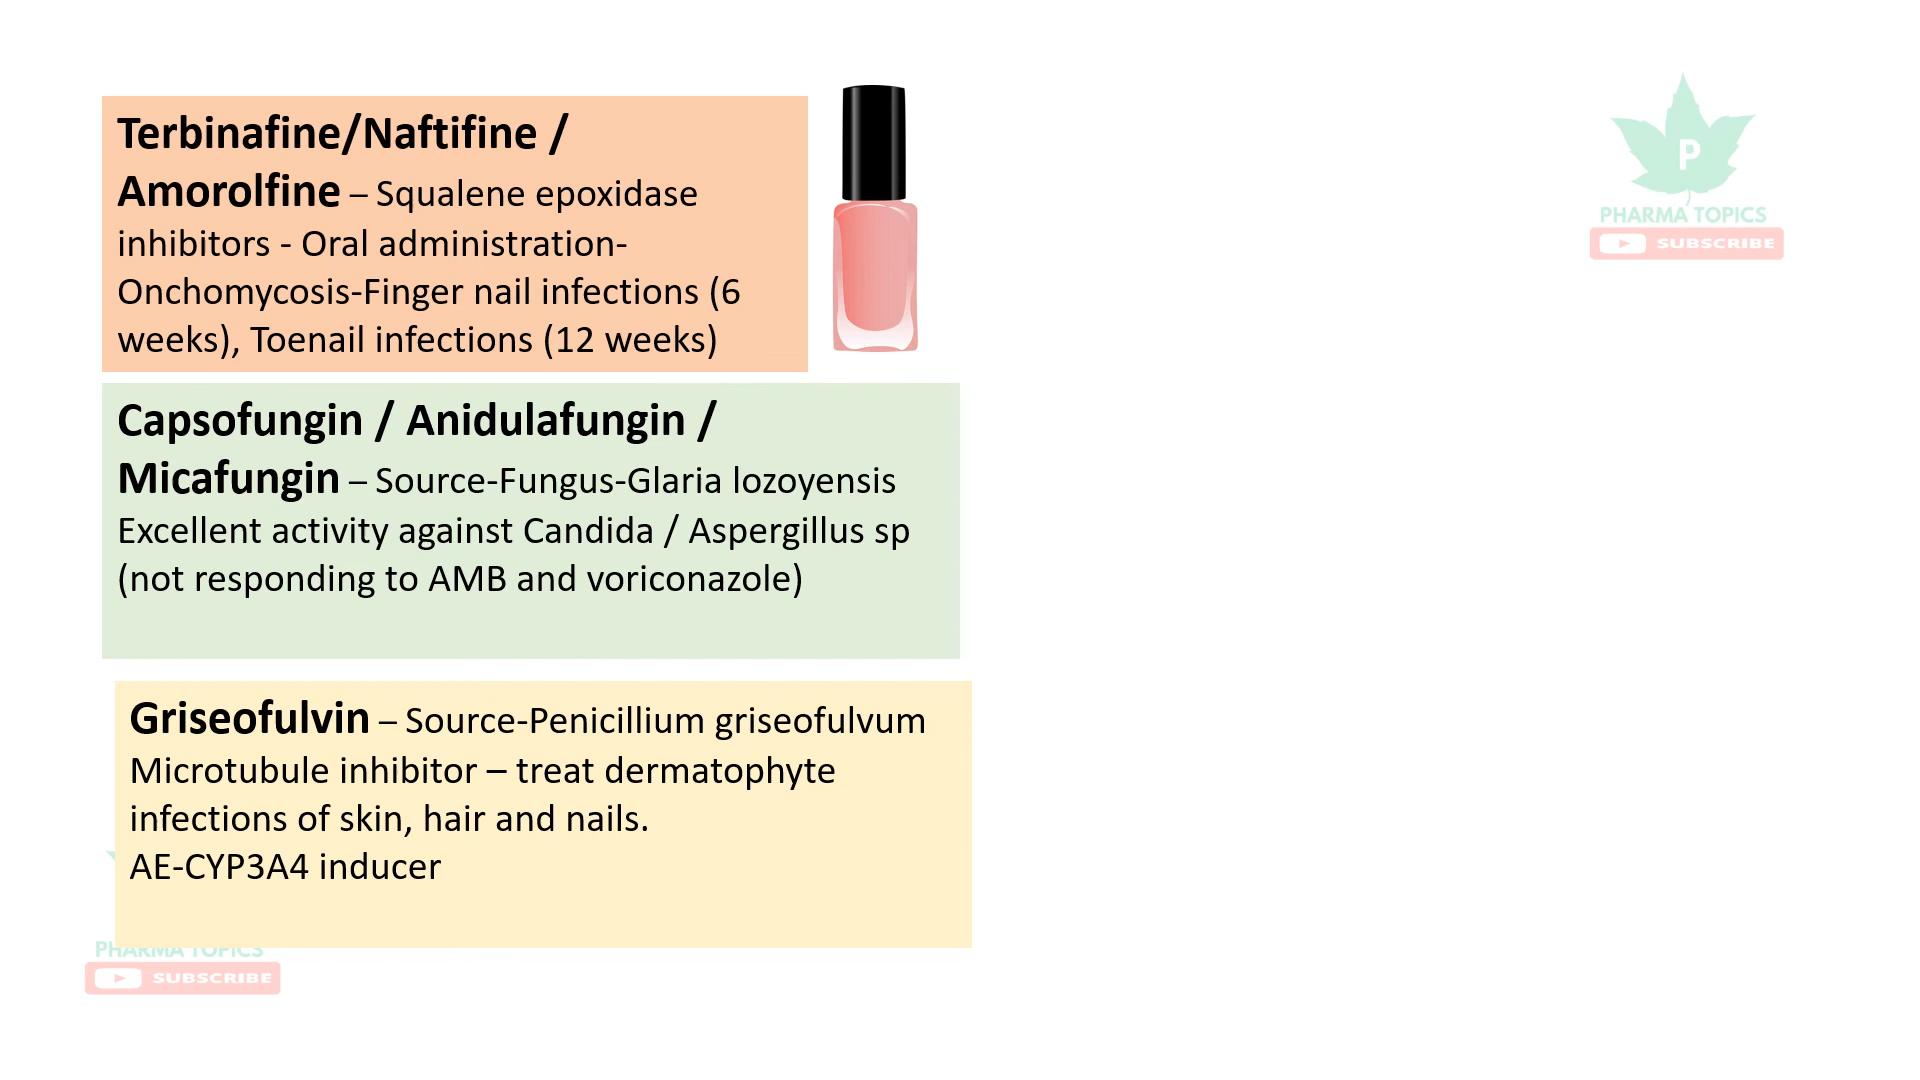 Terbinafine/Naftifine /
Amorolfine – Squalene epoxidase
inhibitors - Oral administration-
Onchomycosis-Finger nail infections (6
weeks), Toenail infections (12 weeks)
P
PHARMA TOPICS
SUBSCRIBE
Capsofungin / Anidulafungin /
Micafungin – Source-Fungus-Glaria lozoyensis
Excellent activity against Candida / Aspergillus sp
(not responding to AMB and voriconazole)
Griseofulvin – Source-Penicillium griseofulvum
Microtubule inhibitor – treat dermatophyte
infections of skin, hair and nails.
AE-CYP3A4 inducer
PHARMA TOPICS
SUBSCRIBE